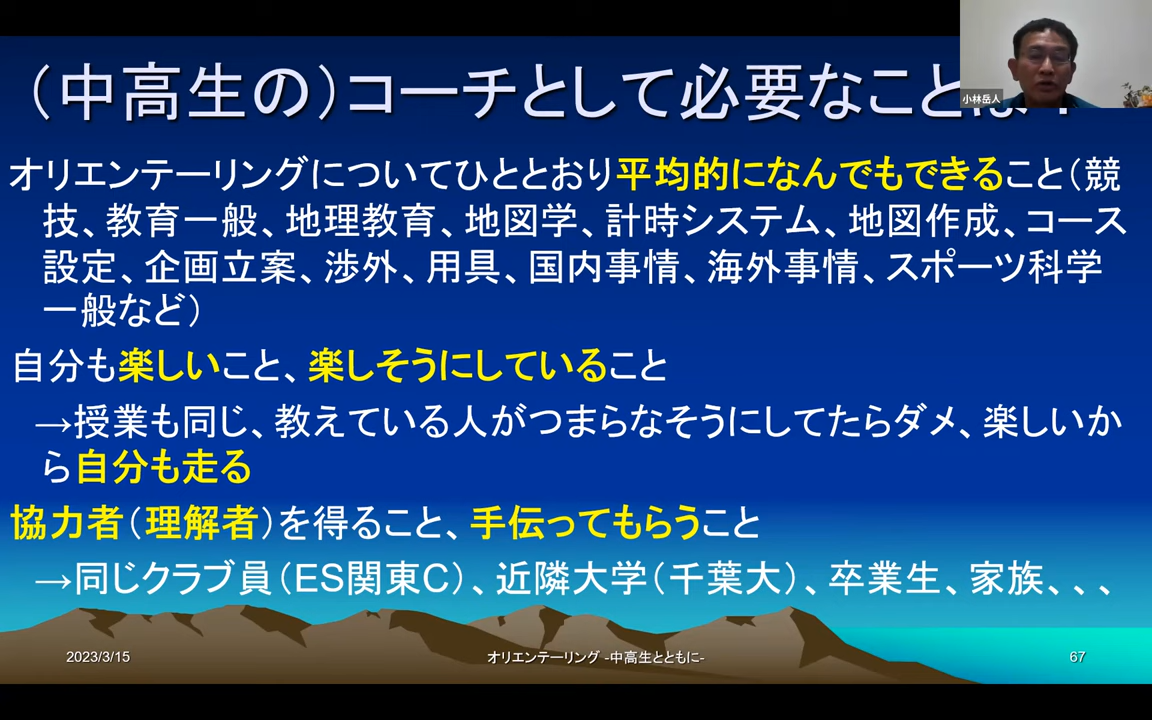 （中高生の）コーチとして必要なことは？
小林岳人
オリエンテーリングについてひととおり平均的になんでもできること（競
技、教育一般、地理教育、地図学、計時システム、地図作成、コース
設定、企画立案、渉外、用具、国内事情、海外事情、スポーツ科学
一般など）
自分も楽しいこと、楽しそうにしていること
→授業も同じ、教えている人がつまらなそうにしてたらダメ、楽しいか
ら自分も走る
協力者（理解者）を得ること、手伝ってもらうこと
→同じクラブ員（ES関東C）、近隣大学（千葉大）、卒業生、家族、、、
2023/3/15
オリエンテーリング -中高生とともに-
67